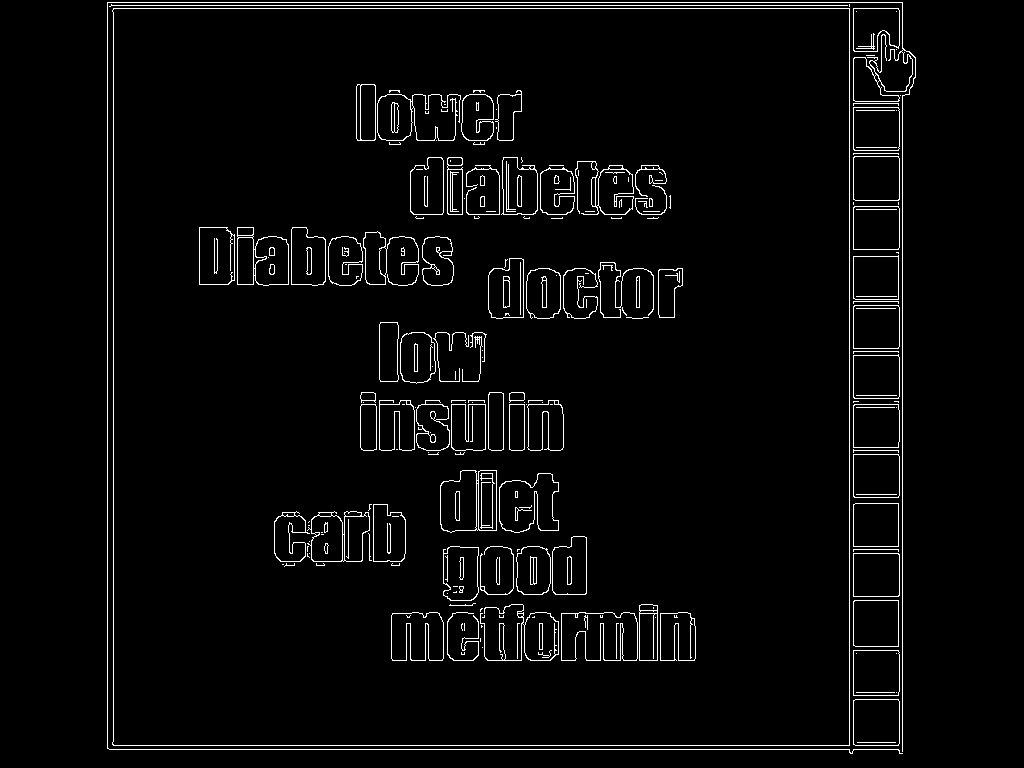 lower
diabetes
Diabetes
doctor
low
insulin
diet
carb
good
metformin